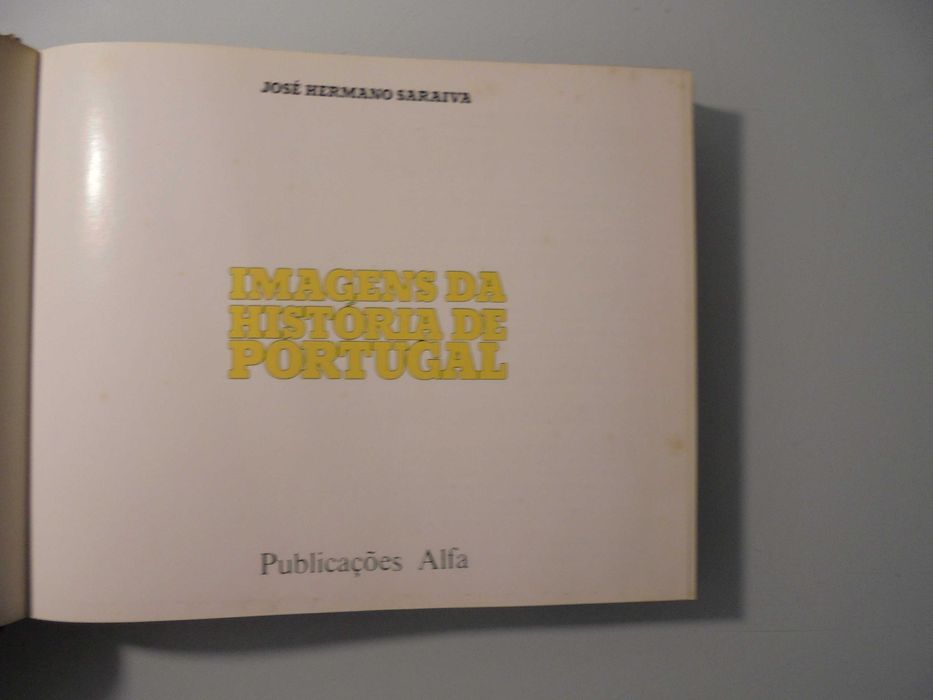 JOSÉ HERMANO SARAIVA
IMAGENS DA
HISTÓRIA DE
PORTUGAL
Publicações Alfa